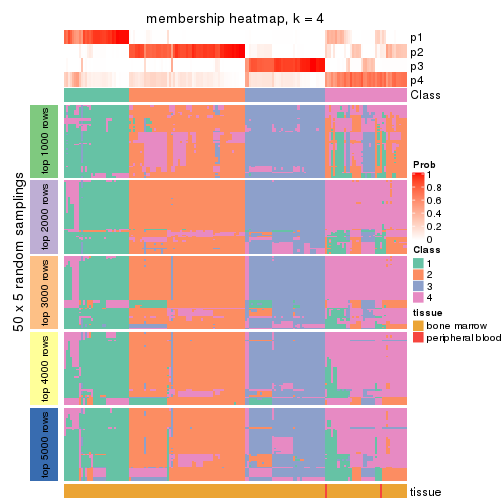 membership heatmap, k = 4
p1
p2
p3
p4
Class
50 x 5 random samplings
top 1000 rows
top 2000 rows
top 3000 rows
top 4000 rows
top 5000 rows
Prob
1
0.8
0.6
0.4
0.2
0
Class
1
2
3
4
tissue
bone marrow
peripheral blood
tissue